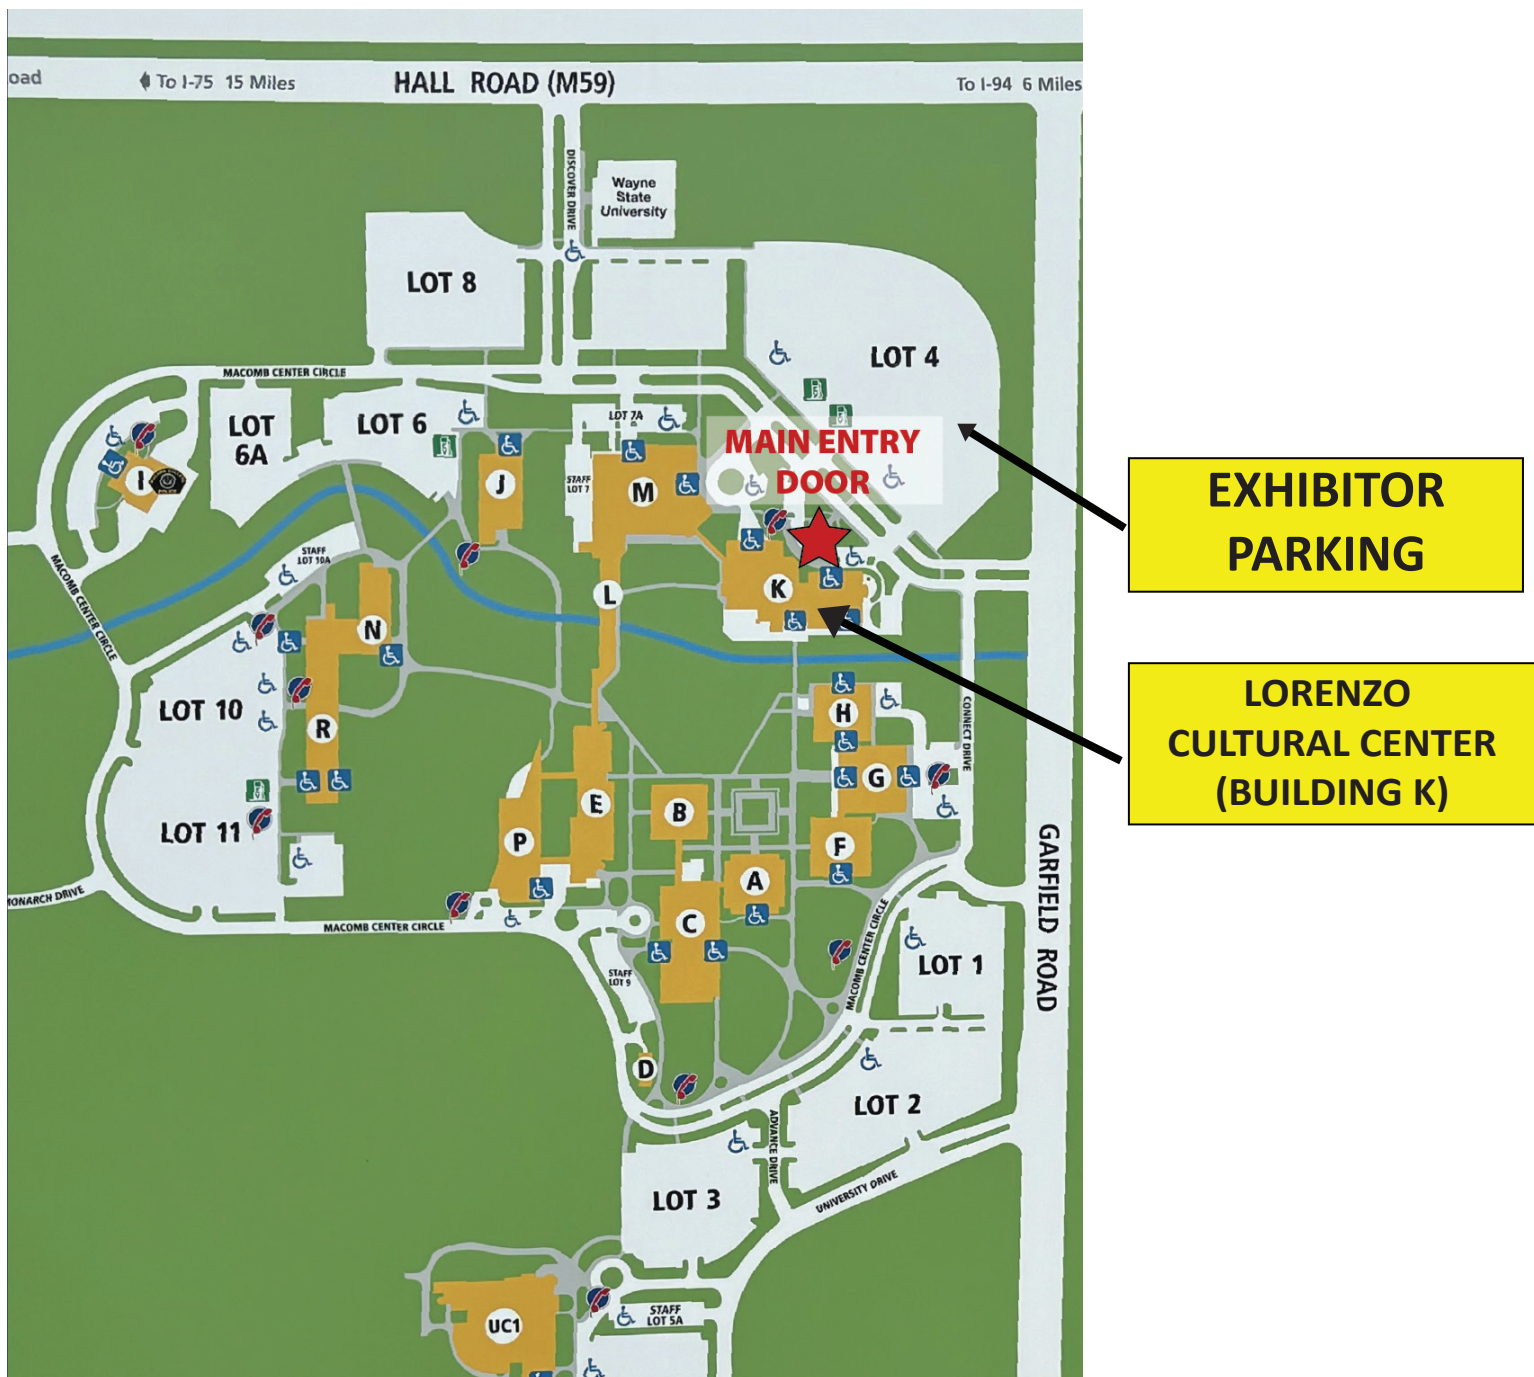 oad
To I-75 15 Miles
HALL ROAD (M59)
To I-94 6 Miles
DISCOVER DRIVE
Wayne
State
University
LOT 8
LOT 4
MACOMB CENTER CIRCLE
LOT
6A
LOT 6
LOT 7A
MAIN ENTRY
DOOR
EXHIBITOR
PARKING
I
J
STAFF
LOT 7
M
STAFF
LOT 10A
MACOMB CENTER CIRCLE
L
K
N
LORENZO
CULTURAL CENTER
(BUILDING K)
LOT 10
R
H
CONNECT DRIVE
G
E
B
LOT 11
P
F
A
GARFIELD ROAD
MONARCH DRIVE
C
MACOMB CENTER CIRCLE
MACOMB CENTER CIRCLE
LOT 1
STAFF
LOT 9
D
LOT 2
ADVANCE DRIVE
LOT 3
UNIVERSITY DRIVE
UC1
STAFF
LOT 5A